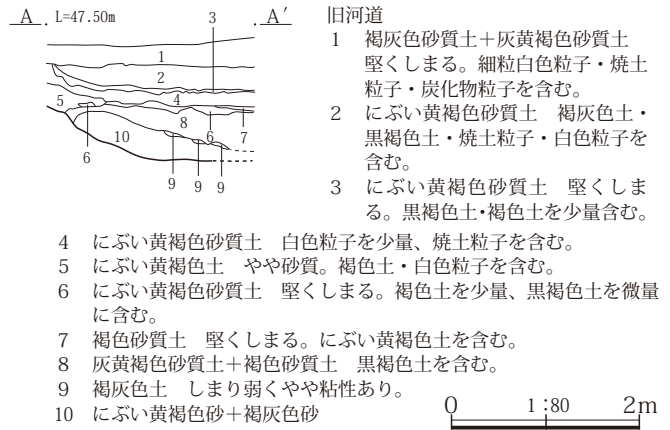 A L=47.50m 3 A′
1
2
5 4
8
10 6 7
6
9 9 9
旧河道
1 褐灰色砂質土＋灰黄褐色砂質土
堅くしまる。細粒白色粒子・焼土
粒子・炭化物粒子を含む。
2 にぶい黄褐色砂質土 褐灰色土・
黒褐色土・焼土粒子・白色粒子を
含む。
3 にぶい黄褐色砂質土 堅くしま
る。黒褐色土・褐色土を少量含む。
4 にぶい黄褐色砂質土 白色粒子を少量、焼土粒子を含む。
5 にぶい黄褐色土 やや砂質。褐色土・白色粒子を含む。
6 にぶい黄褐色砂質土 堅くしまる。褐色土を少量、黒褐色土を微量
に含む。
7 褐色砂質土 堅くしまる。にぶい黄褐色土を含む。
8 灰黄褐色砂質土＋褐色砂質土 黒褐色土を含む。
9 褐灰色土 しまり弱くやや粘性あり。
10 にぶい黄褐色砂＋褐灰色砂
0 1:80 2m